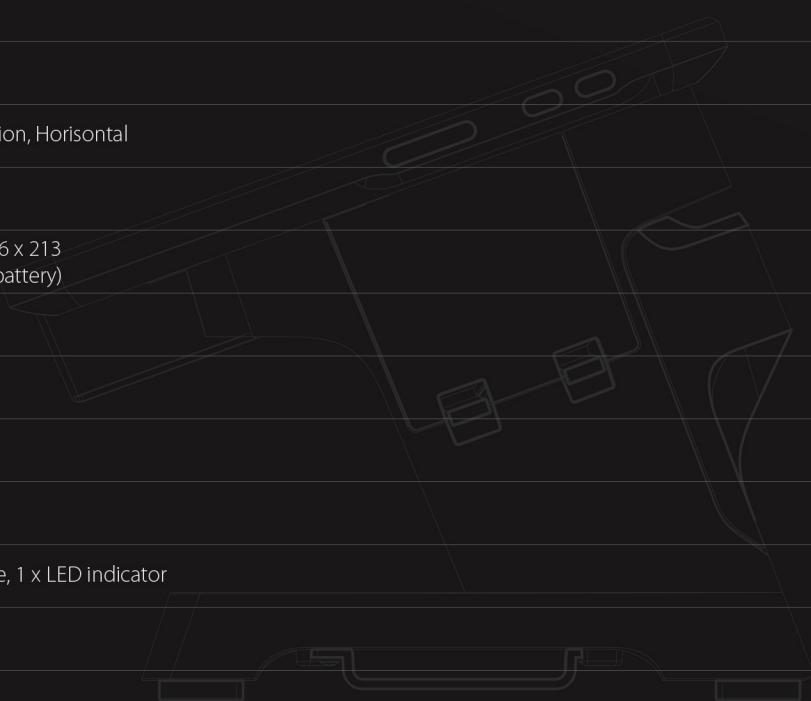 ion, Horisontal
6 x 213
battery)
e, 1 x LED indicator